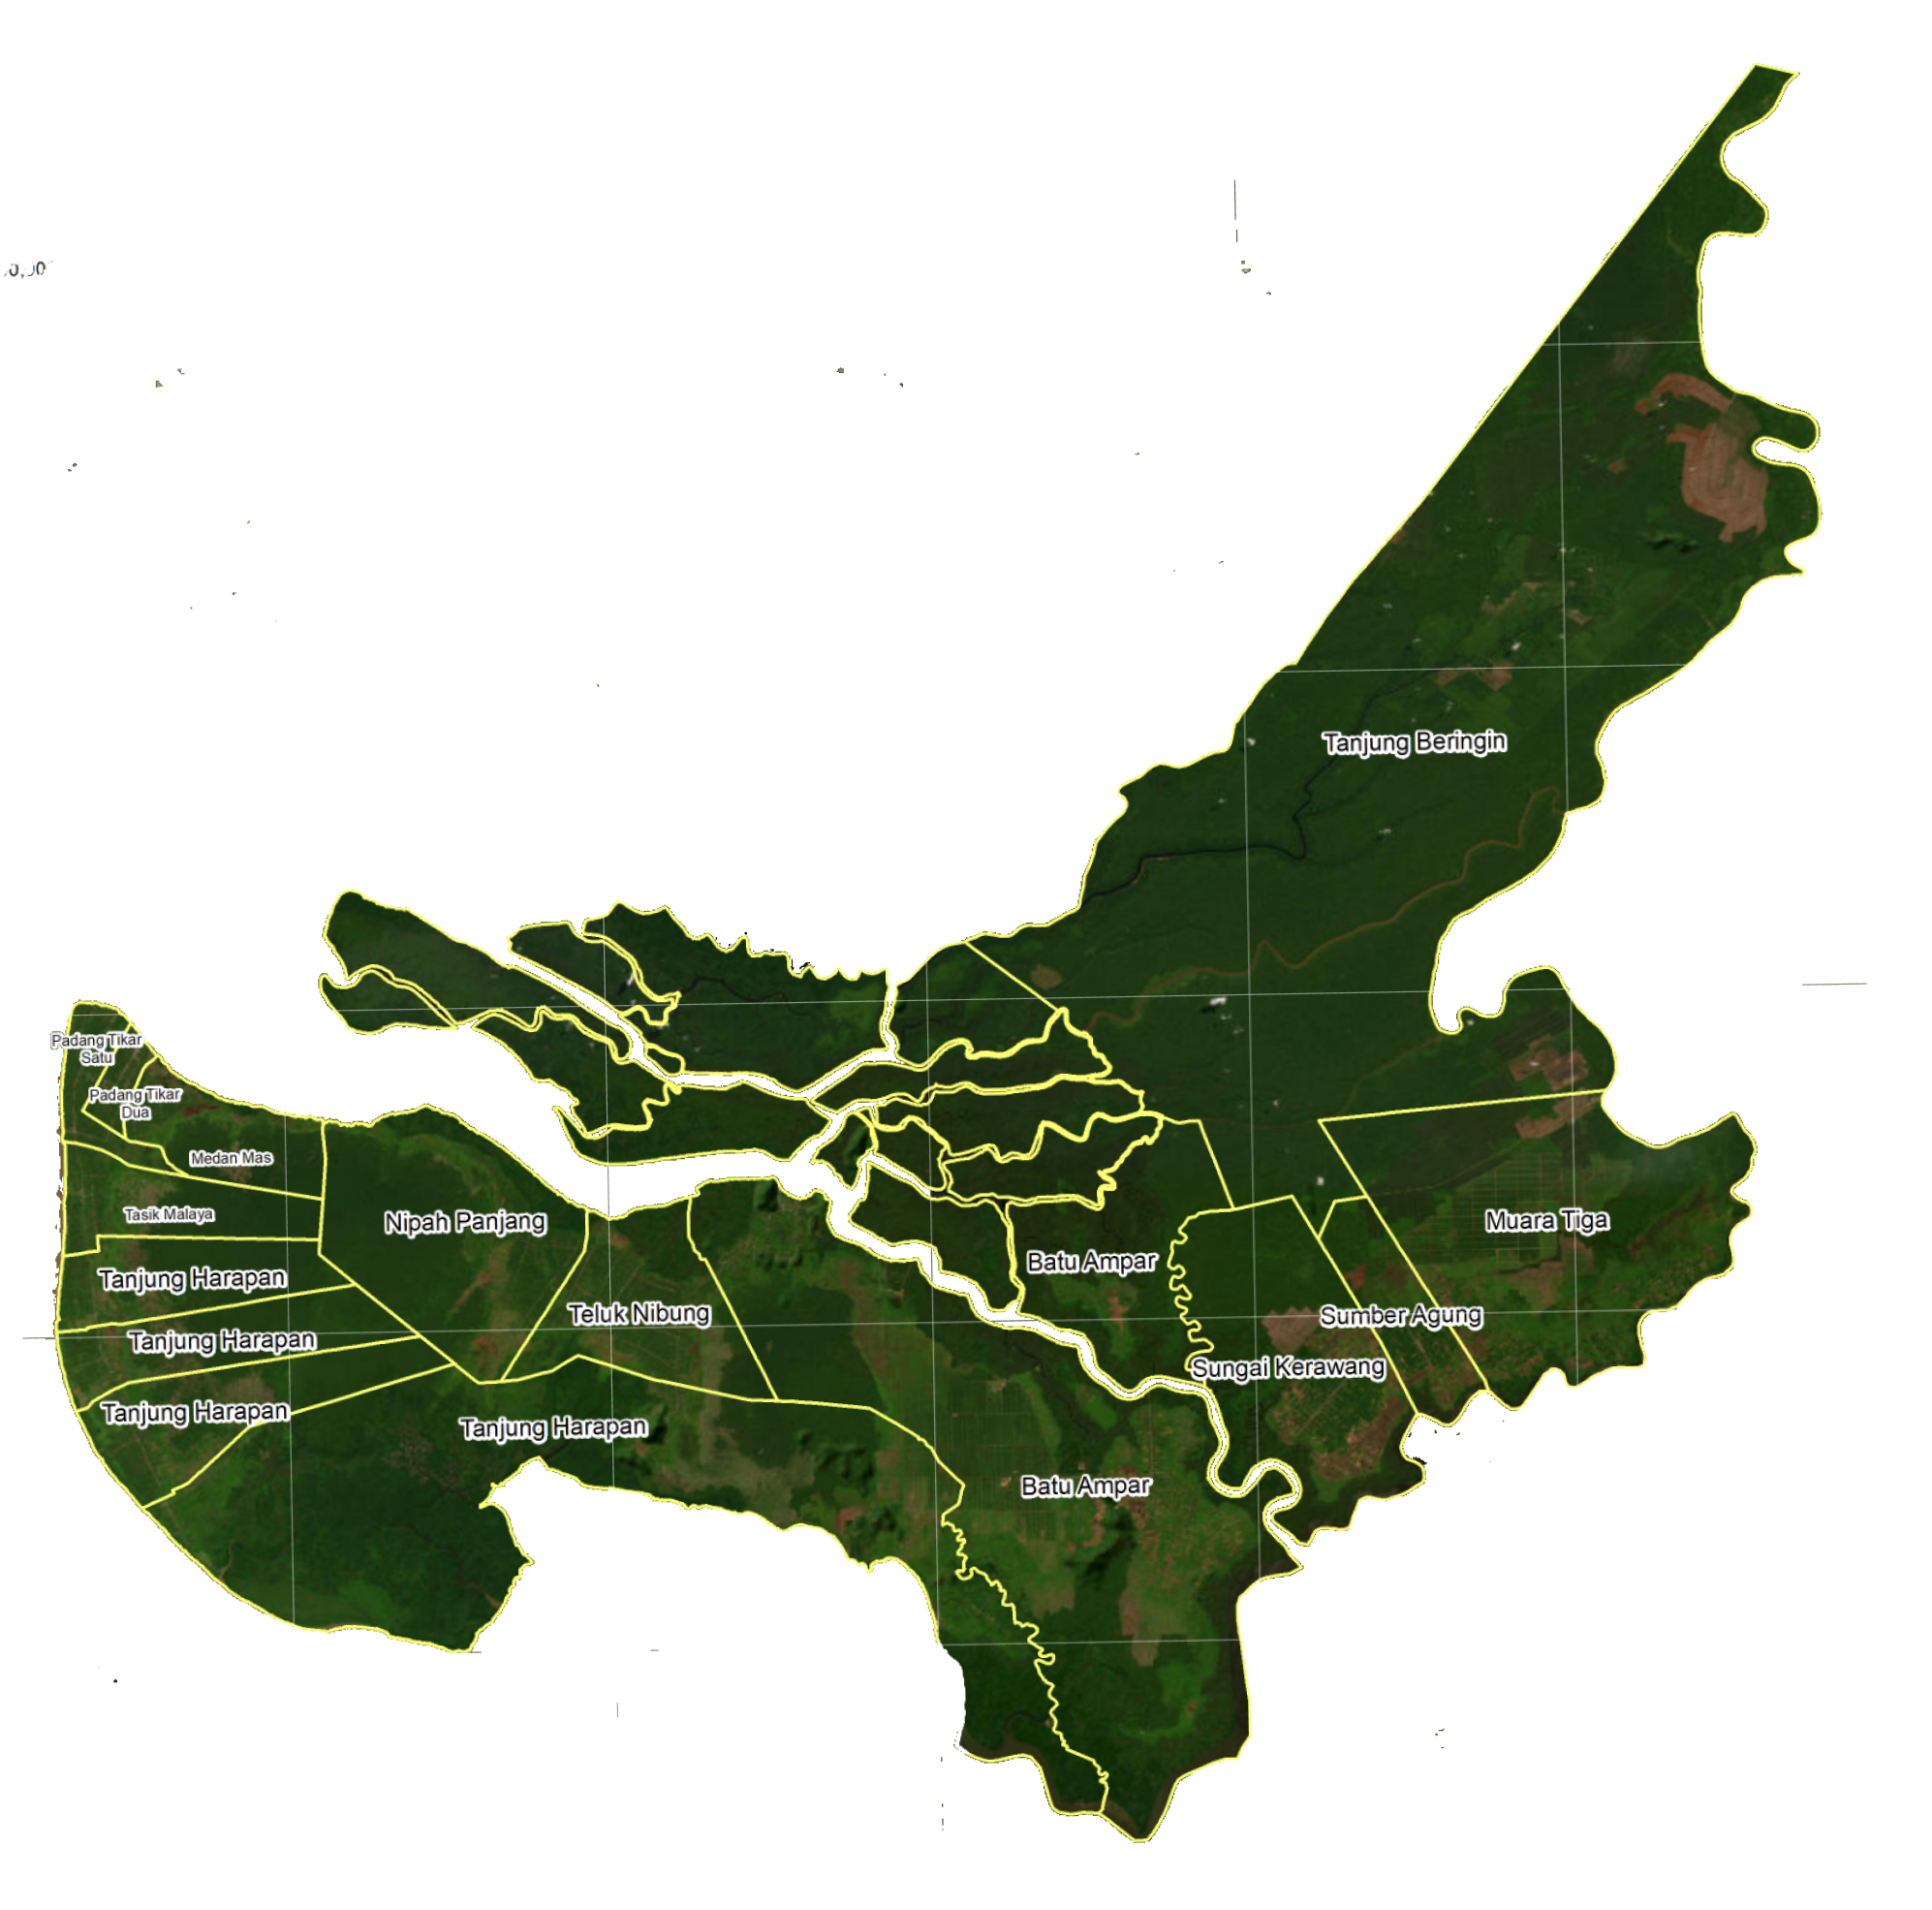 Tanjung Beringin
Padang Tikar
Satu
Padang Tikar
Dua
Medan Mas
Tasik Malaya
Nipah Panjang
Muara Tiga
Batu Ampar
Tanjung Harapan
Teluk Nibung
Sumber Agung
Tanjung Harapan
Sungai Kerawang
Tanjung Harapan
Tanjung Harapan
Batu Ampar